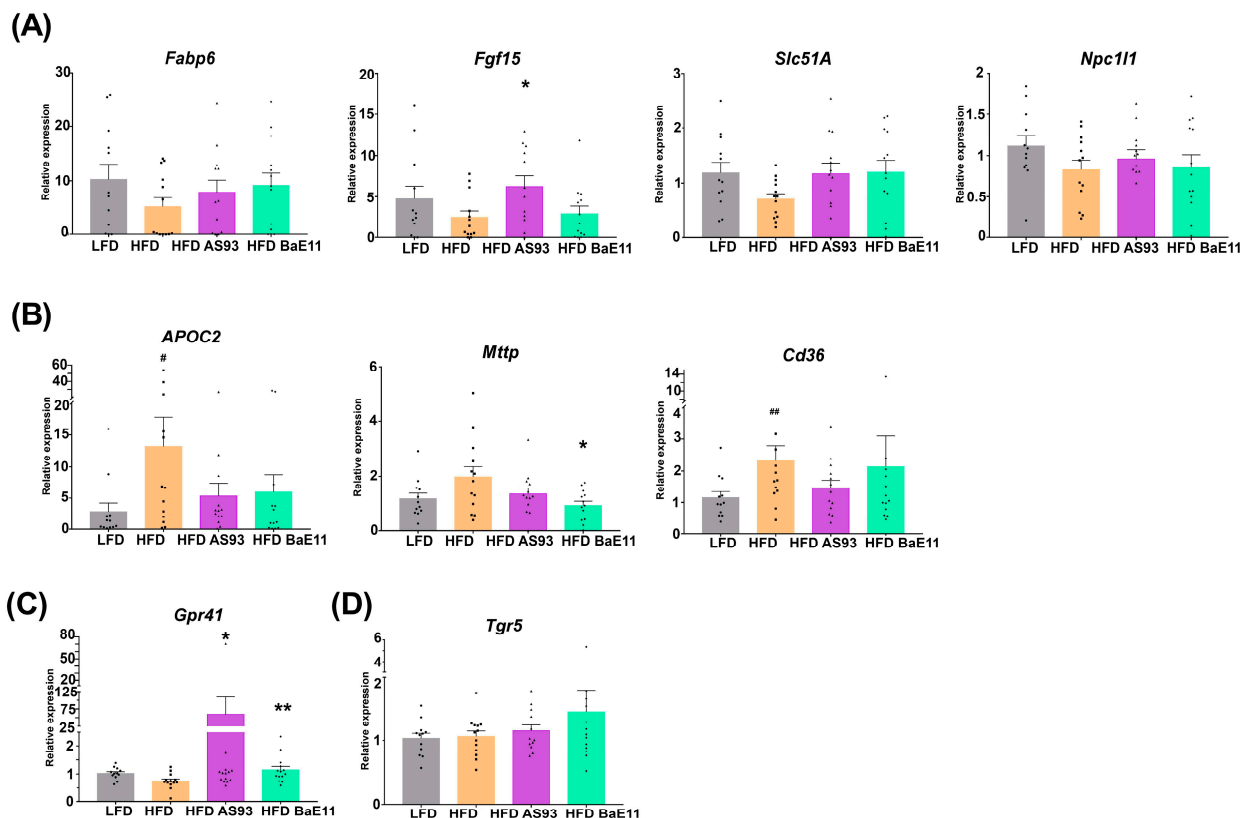 (A)
Fabp6
Relative expression
30
20
10
0
LFD HFD HFD AS93 HFD BaE11
Fgf15
*
Relative expression
20
15
10
5
0
LFD HFD HFD AS93 HFD BaE11
Slc51A
Relative expression
3
2
1
0
LFD HFD HFD AS93 HFD BaE11
Npc1l1
Relative expression
2
1.5
1
0.5
0
LFD HFD HFD AS93 HFD BaE11
(B)
APOC2
#
Relative expression
60
40
20
20
15
10
5
0
LFD HFD HFD AS93 HFD BaE11
Mttp
*
Relative expression
6
4
2
0
LFD HFD HFD AS93 HFD BaE11
Cd36
##
Relative expression
14
10
6
4
3
2
1
0
LFD HFD HFD AS93 HFD BaE11
(C)
Gpr41
*
**
Relative expression
80
50
20
125
75
25
2
1
0
LFD HFD HFD AS93 HFD BaE11
(D)
Tgr5
Relative expression
6
4
2
2
1
0
LFD HFD HFD AS93 HFD BaE11